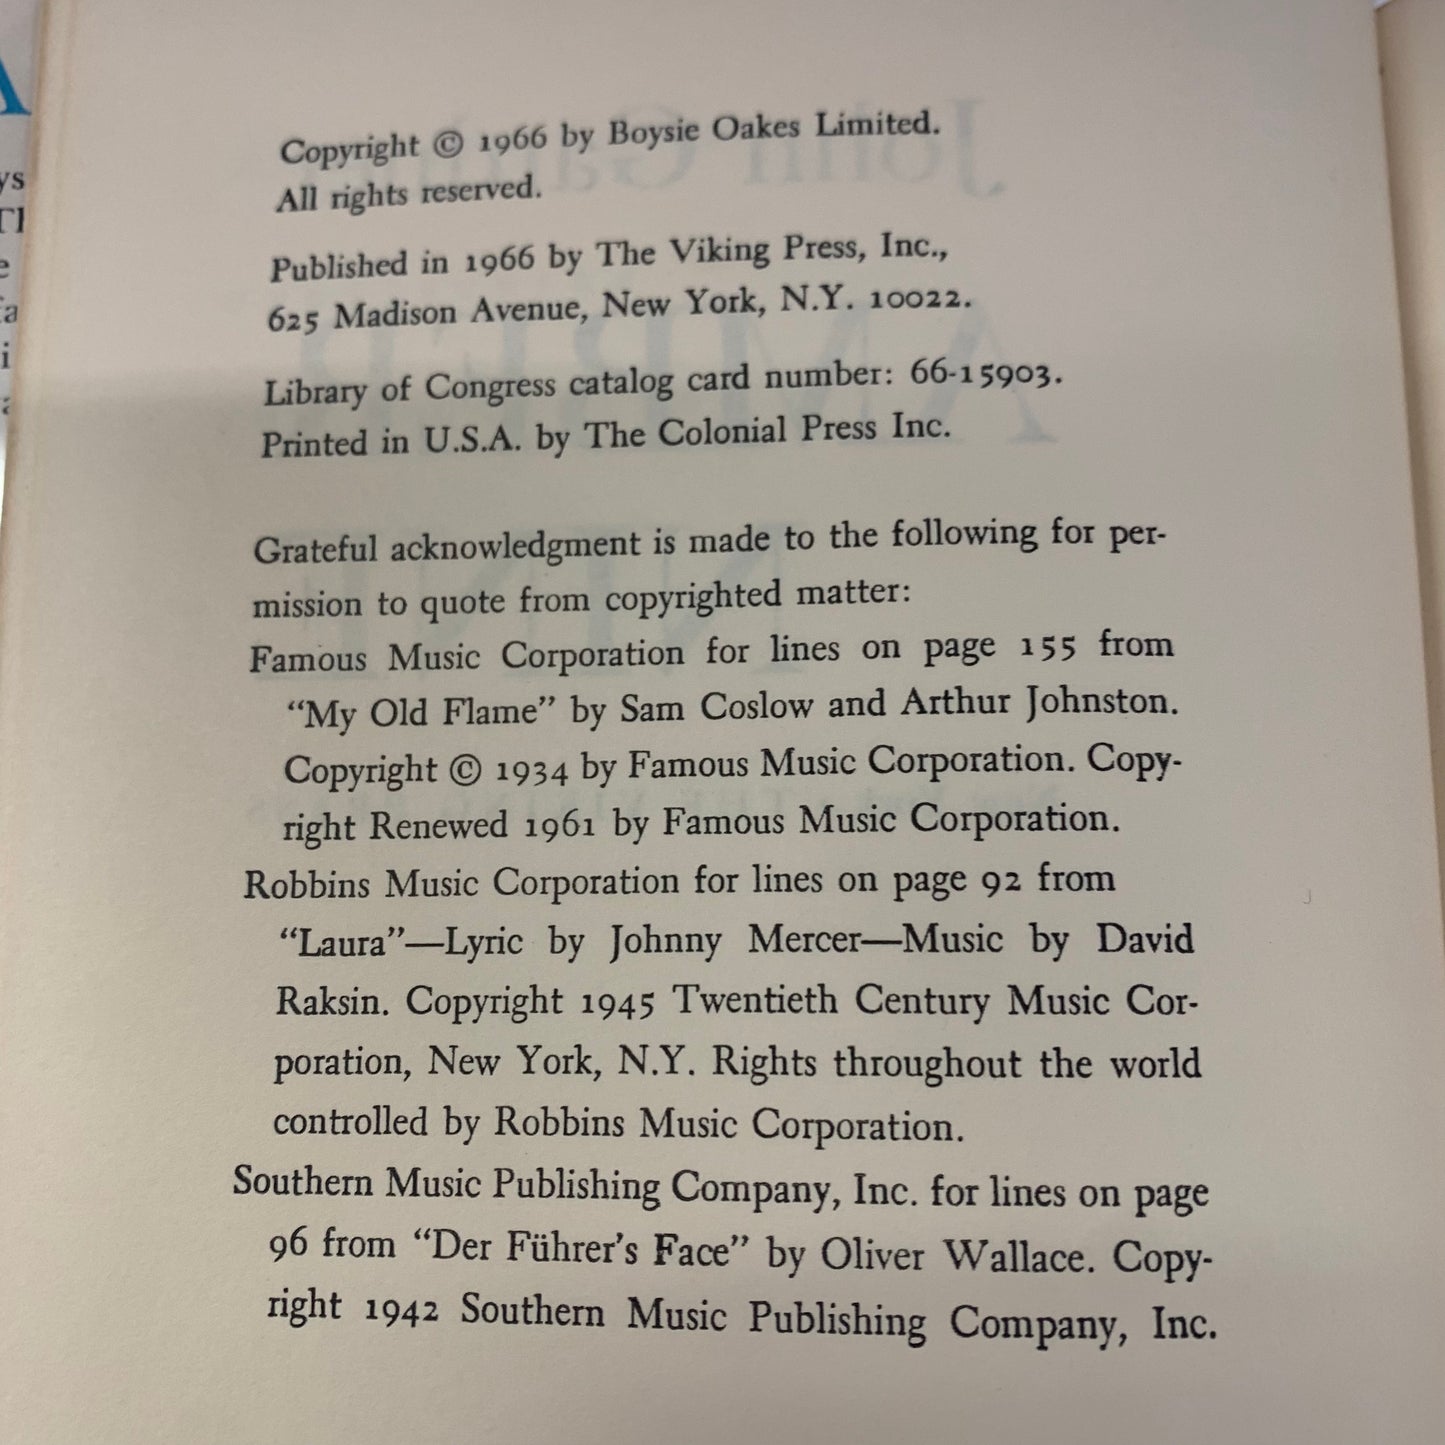 Copyright © 1966 by Boysie Oakes Limited.
All rights reserved.
Published in 1966 by The Viking Press, Inc.,
625 Madison Avenue, New York, N.Y. 10022.
Library of Congress catalog card number: 66-15903.
Printed in U.S.A. by The Colonial Press Inc.
Grateful acknowledgment is made to the following for per-
mission to quote from copyrighted matter:
Famous Music Corporation for lines on page 155 from
“My Old Flame” by Sam Coslow and Arthur Johnston.
Copyright © 1934 by Famous Music Corporation. Copy-
right Renewed 1961 by Famous Music Corporation.
Robbins Music Corporation for lines on page 92 from
“Laura”—Lyric by Johnny Mercer—Music by David
Raksin. Copyright 1945 Twentieth Century Music Cor-
poration, New York, N.Y. Rights throughout the world
controlled by Robbins Music Corporation.
Southern Music Publishing Company, Inc. for lines on page
96 from “Der Führer’s Face” by Oliver Wallace. Copy-
right 1942 Southern Music Publishing Company, Inc.